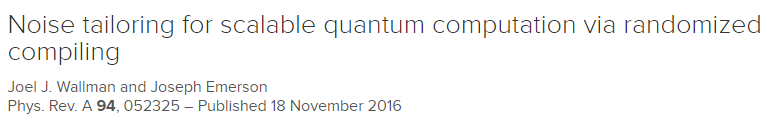 Noise tailoring for scalable quantum computation via randomized
compiling
Joel J. Wallman and Joseph Emerson
Phys. Rev. A 94, 052325 – Published 18 November 2016